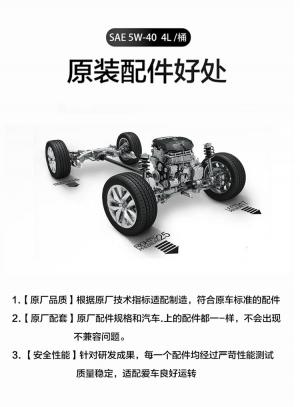 SAE 5W-40 4L /桶
原装配件好处
1.【原厂品质】根据原厂技术指标适配制造，符合原车标准的配件
2.【原厂配套】原厂配件规格和汽车.上的配件都一-样，不会出现
不兼容问题。
3.【安全性能】针对研发成果，每一个配件均经过严苛性能测试
质量稳定，适配爱车良好运转